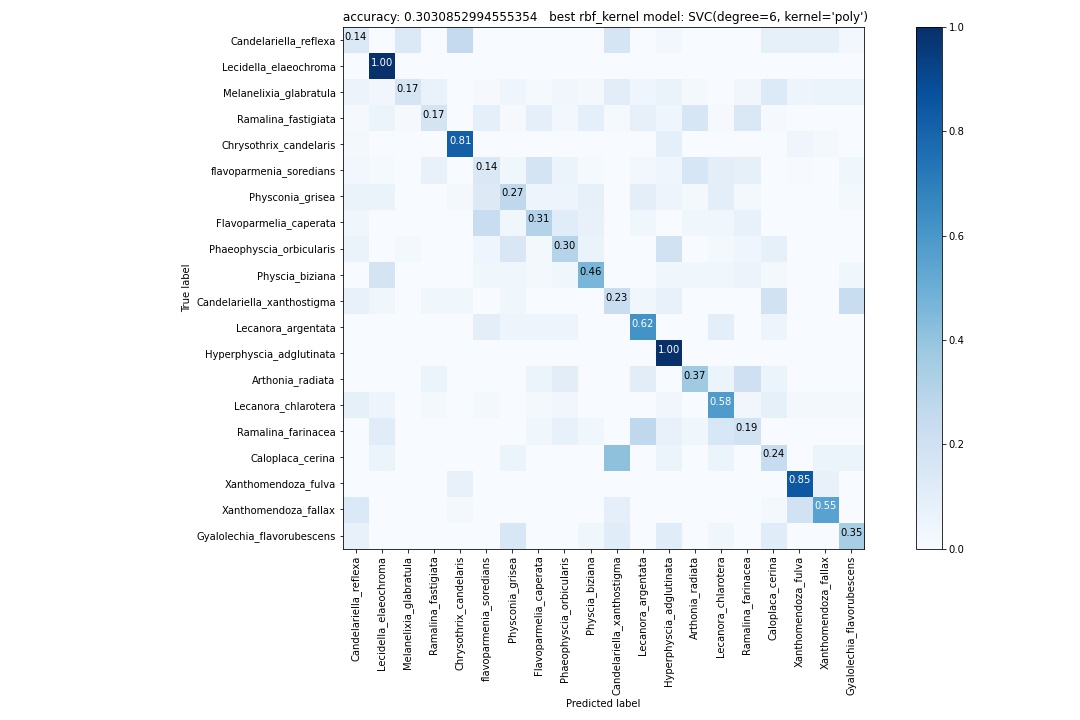 accuracy: 0.3030852994555354 best rbf_kernel model: SVC(degree=6, kernel='poly')
True label
Candelariella_reflexa
Lecidella_elaeochroma
Melanelixia_glabratula
Ramalina_fastigiata
Chrysothrix_candelaris
flavoparmenia_soredians
Physconia_grisea
Flavoparmelia_caperata
Phaeophyscia_orbicularis
Physcia_biziana
Candelariella_xanthostigma
Lecanora_argentata
Hyperphyscia_adglutinata
Arthonia_radiata
Lecanora_chlarotera
Ramalina_farinacea
Caloplaca_cerina
Xanthomendoza_fulva
Xanthomendoza_fallax
Gyalolechia_flavorubescens
0.14
1.00
0.17
0.17
0.81
0.14
0.27
0.31
0.30
0.46
0.23
0.62
1.00
0.37
0.58
0.19
0.24
0.85
0.55
0.35
Candelariella_reflexa
Lecidella_elaeochroma
Melanelixia_glabratula
Ramalina_fastigiata
Chrysothrix_candelaris
flavoparmenia_soredians
Physconia_grisea
Flavoparmelia_caperata
Phaeophyscia_orbicularis
Physcia_biziana
Candelariella_xanthostigma
Lecanora_argentata
Hyperphyscia_adglutinata
Arthonia_radiata
Lecanora_chlarotera
Ramalina_farinacea
Caloplaca_cerina
Xanthomendoza_fulva
Xanthomendoza_fallax
Gyalolechia_flavorubescens
Predicted label
1.0
0.8
0.6
0.4
0.2
0.0